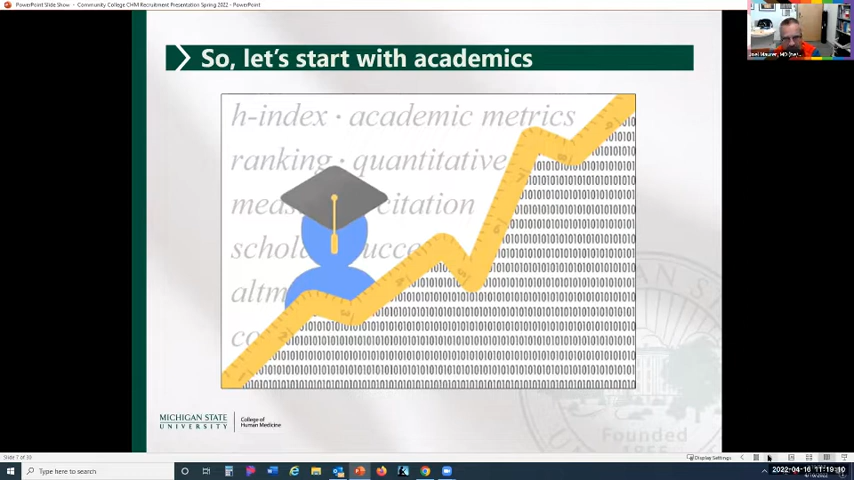 PowerPoint Slide Show - Community College CHM Recruitment Presentation Spring 2022 - PowerPoint
So, let's start with academics
h-index · academic metrics
ranking · quantitative
citation
MICHIGAN STATE
UNIVERSITY
College of
Human Medicine
Founded
1855
Slide 7 of 30
Display Settings
Type here to search
2022-04-16 11:19:10